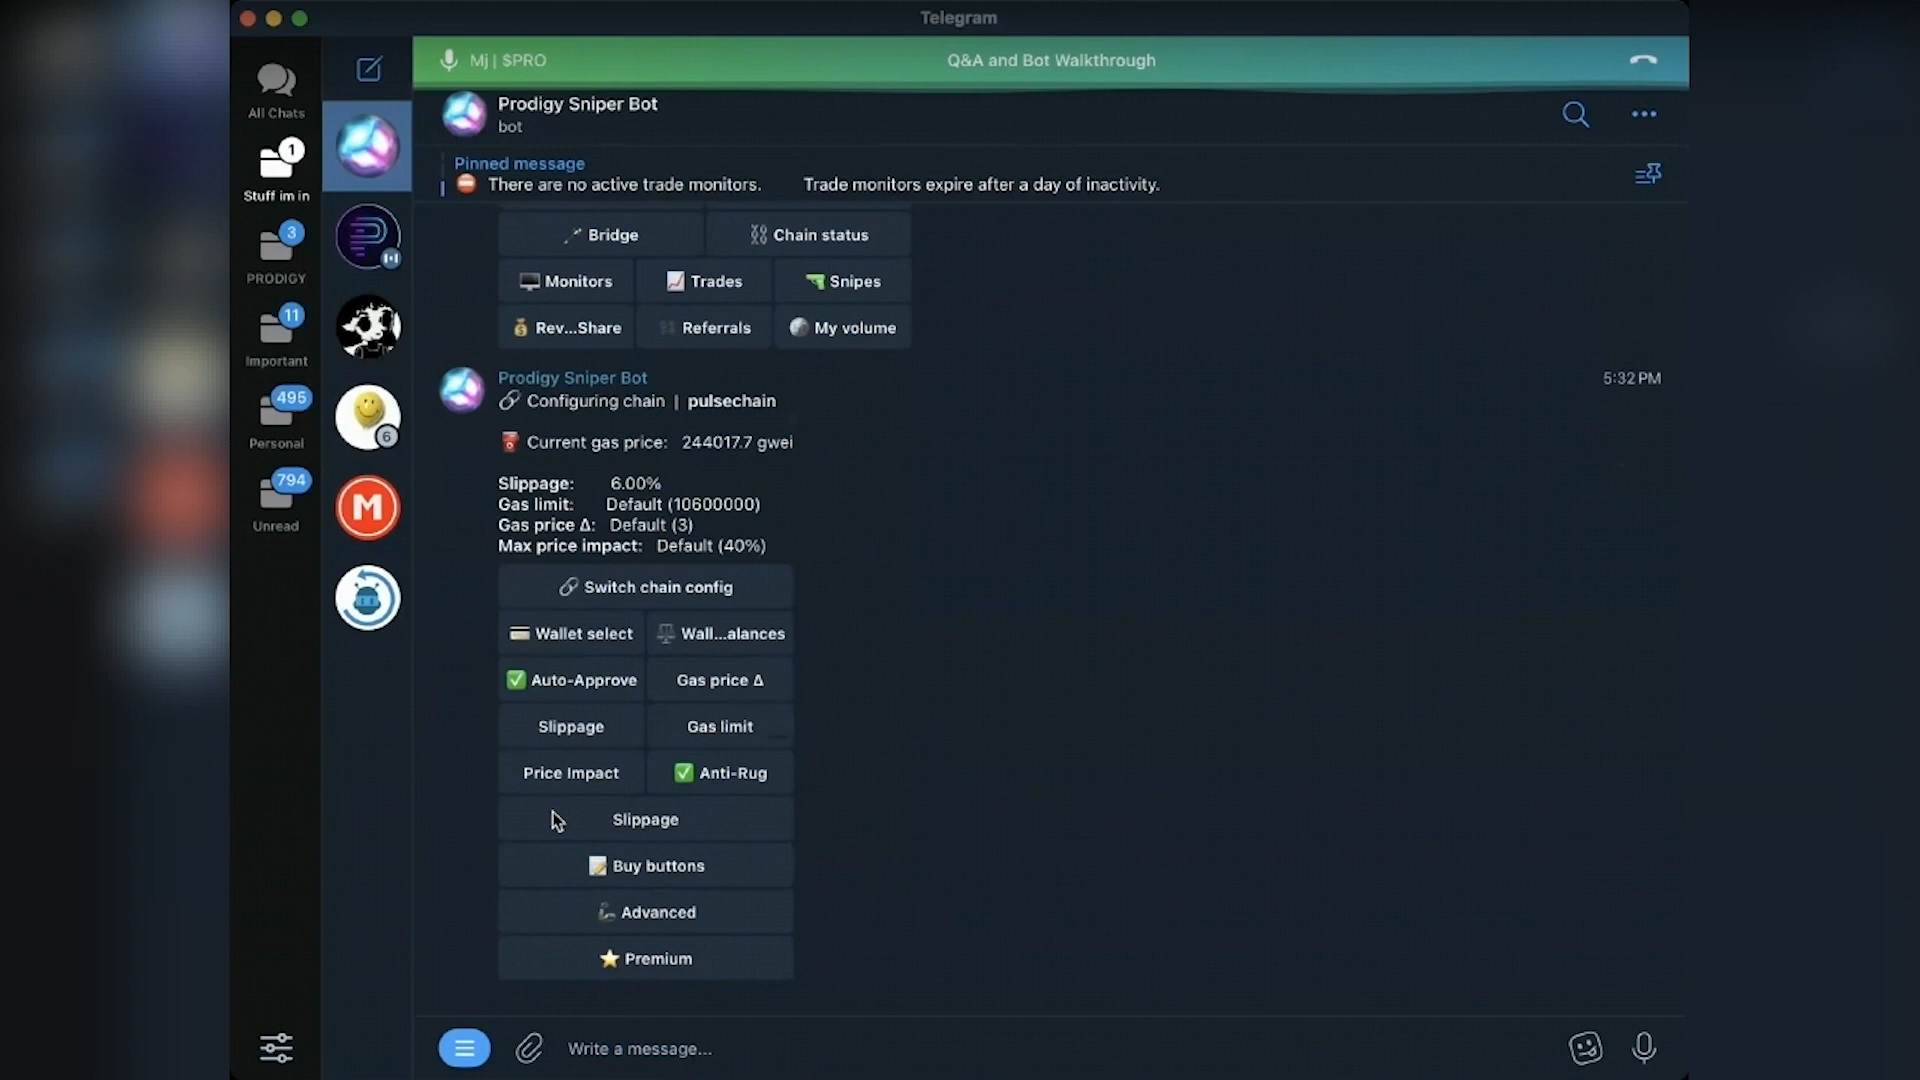 Telegram
Mj | $PRO
Q&A and Bot Walkthrough
All Chats
1
Stuff im in
3
PRODIGY
11
Important
495
Personal
794
Unread
6
M
Prodigy Sniper Bot
bot
Pinned message
There are no active trade monitors. Trade monitors expire after a day of inactivity.
Bridge
Chain status
Monitors
Trades
Snipes
Rev...Share
Referrals
My volume
Prodigy Sniper Bot
5:32 PM
Configuring chain | pulsechain
Current gas price: 244017.7 gwei
Slippage: 6.00%
Gas limit: Default (10600000)
Gas price Δ: Default (3)
Max price impact: Default (40%)
Switch chain config
Wallet select
Wall...alances
Auto-Approve
Gas price Δ
Slippage
Gas limit
Price Impact
Anti-Rug
Slippage
Buy buttons
Advanced
Premium
Write a message...